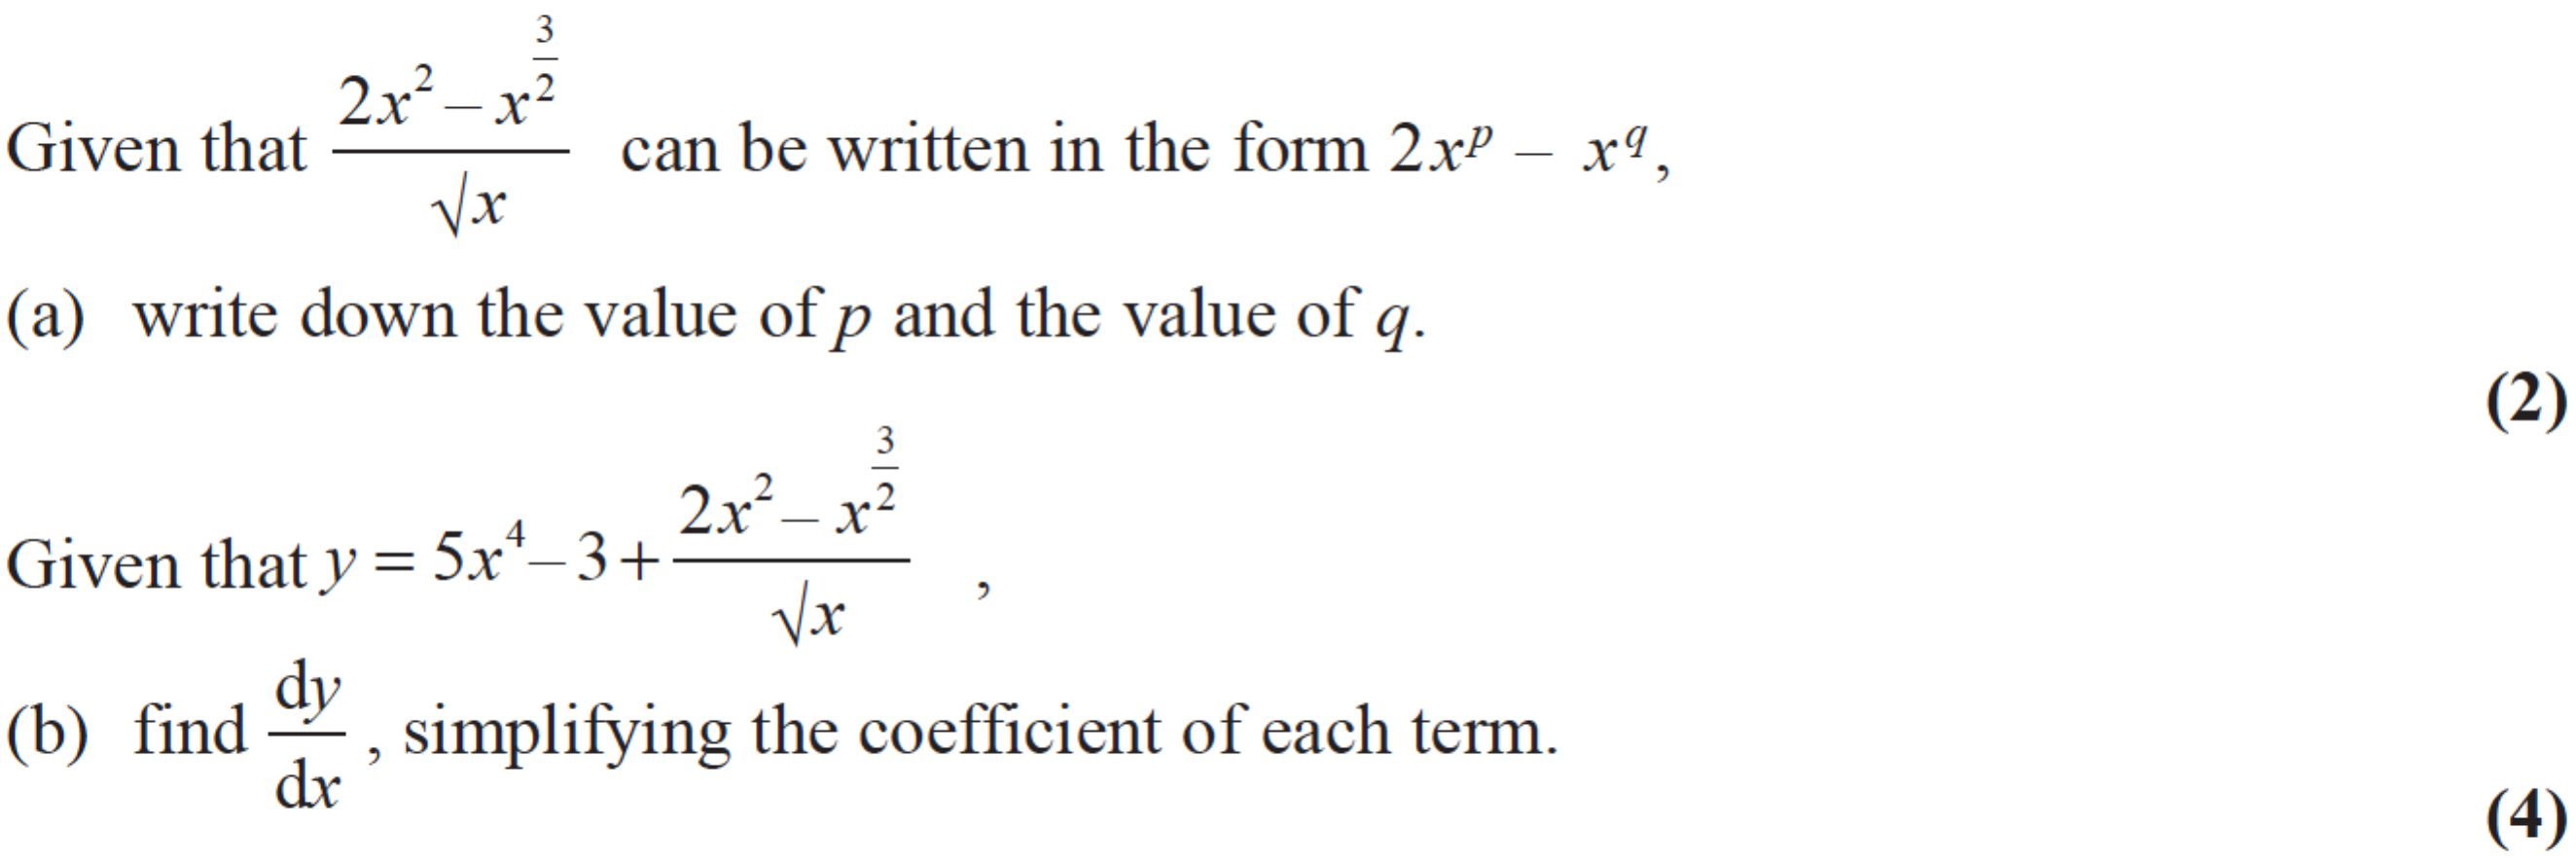 Given that $\frac{2x^2 - x^{\frac{3}{2}}}{\sqrt{x}}$ can be written in the form $2x^p - x^q$,
(a) write down the value of $p$ and the value of $q$.
(2)
Given that $y = 5x^4 - 3 + \frac{2x^2 - x^{\frac{3}{2}}}{\sqrt{x}}$ ,
(b) find $\frac{dy}{dx}$ , simplifying the coefficient of each term.
(4)